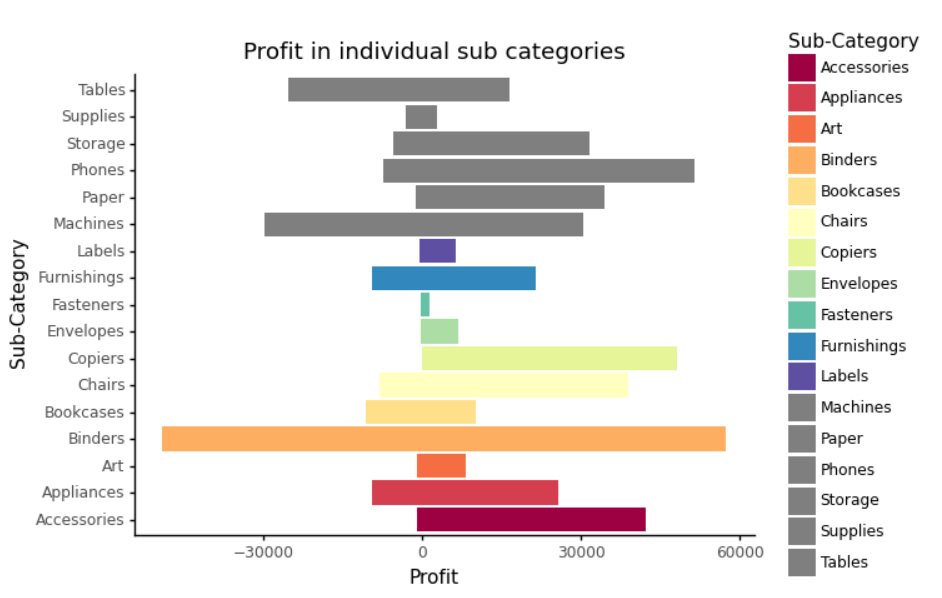 Profit in individual sub categories
Sub-Category
Tables
Supplies
Storage
Phones
Paper
Machines
Labels
Furnishings
Fasteners
Envelopes
Copiers
Chairs
Bookcases
Binders
Art
Appliances
Accessories
−30000
0
30000
60000
Profit
Sub-Category
Accessories
Appliances
Art
Binders
Bookcases
Chairs
Copiers
Envelopes
Fasteners
Furnishings
Labels
Machines
Paper
Phones
Storage
Supplies
Tables